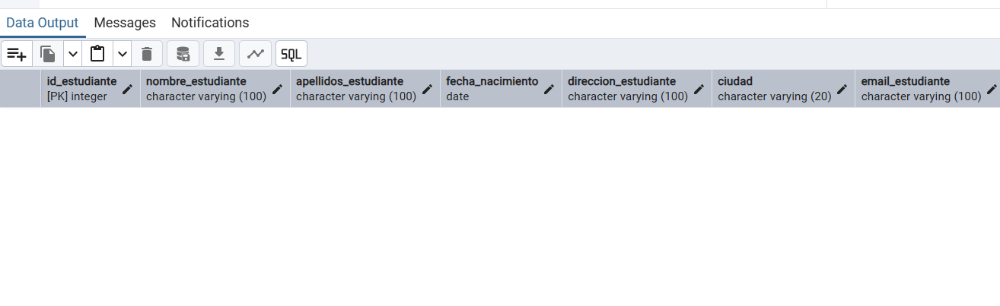 Data Output Messages Notifications
SQL
id_estudiante nombre_estudiante apellidos_estudiante fecha_nacimiento direccion_estudiante ciudad email_estudiante
[PK] integer character varying (100) character varying (100) date character varying (100) character varying (20) character varying (100)